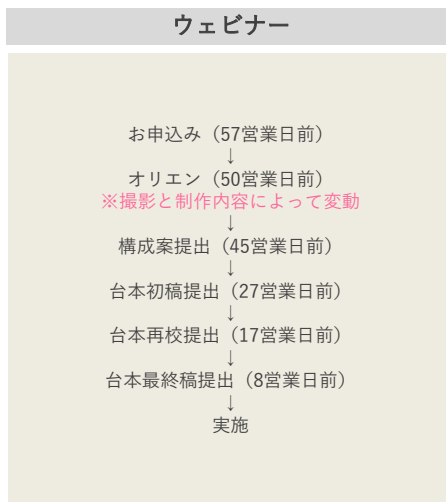 ウェビナー
お申込み（57営業日前）
↓
オリエン（50営業日前）
※撮影と制作内容によって変動
↓
構成案提出（45営業日前）
↓
台本初稿提出（27営業日前）
↓
台本再校提出（17営業日前）
↓
台本最終稿提出（8営業日前）
↓
実施